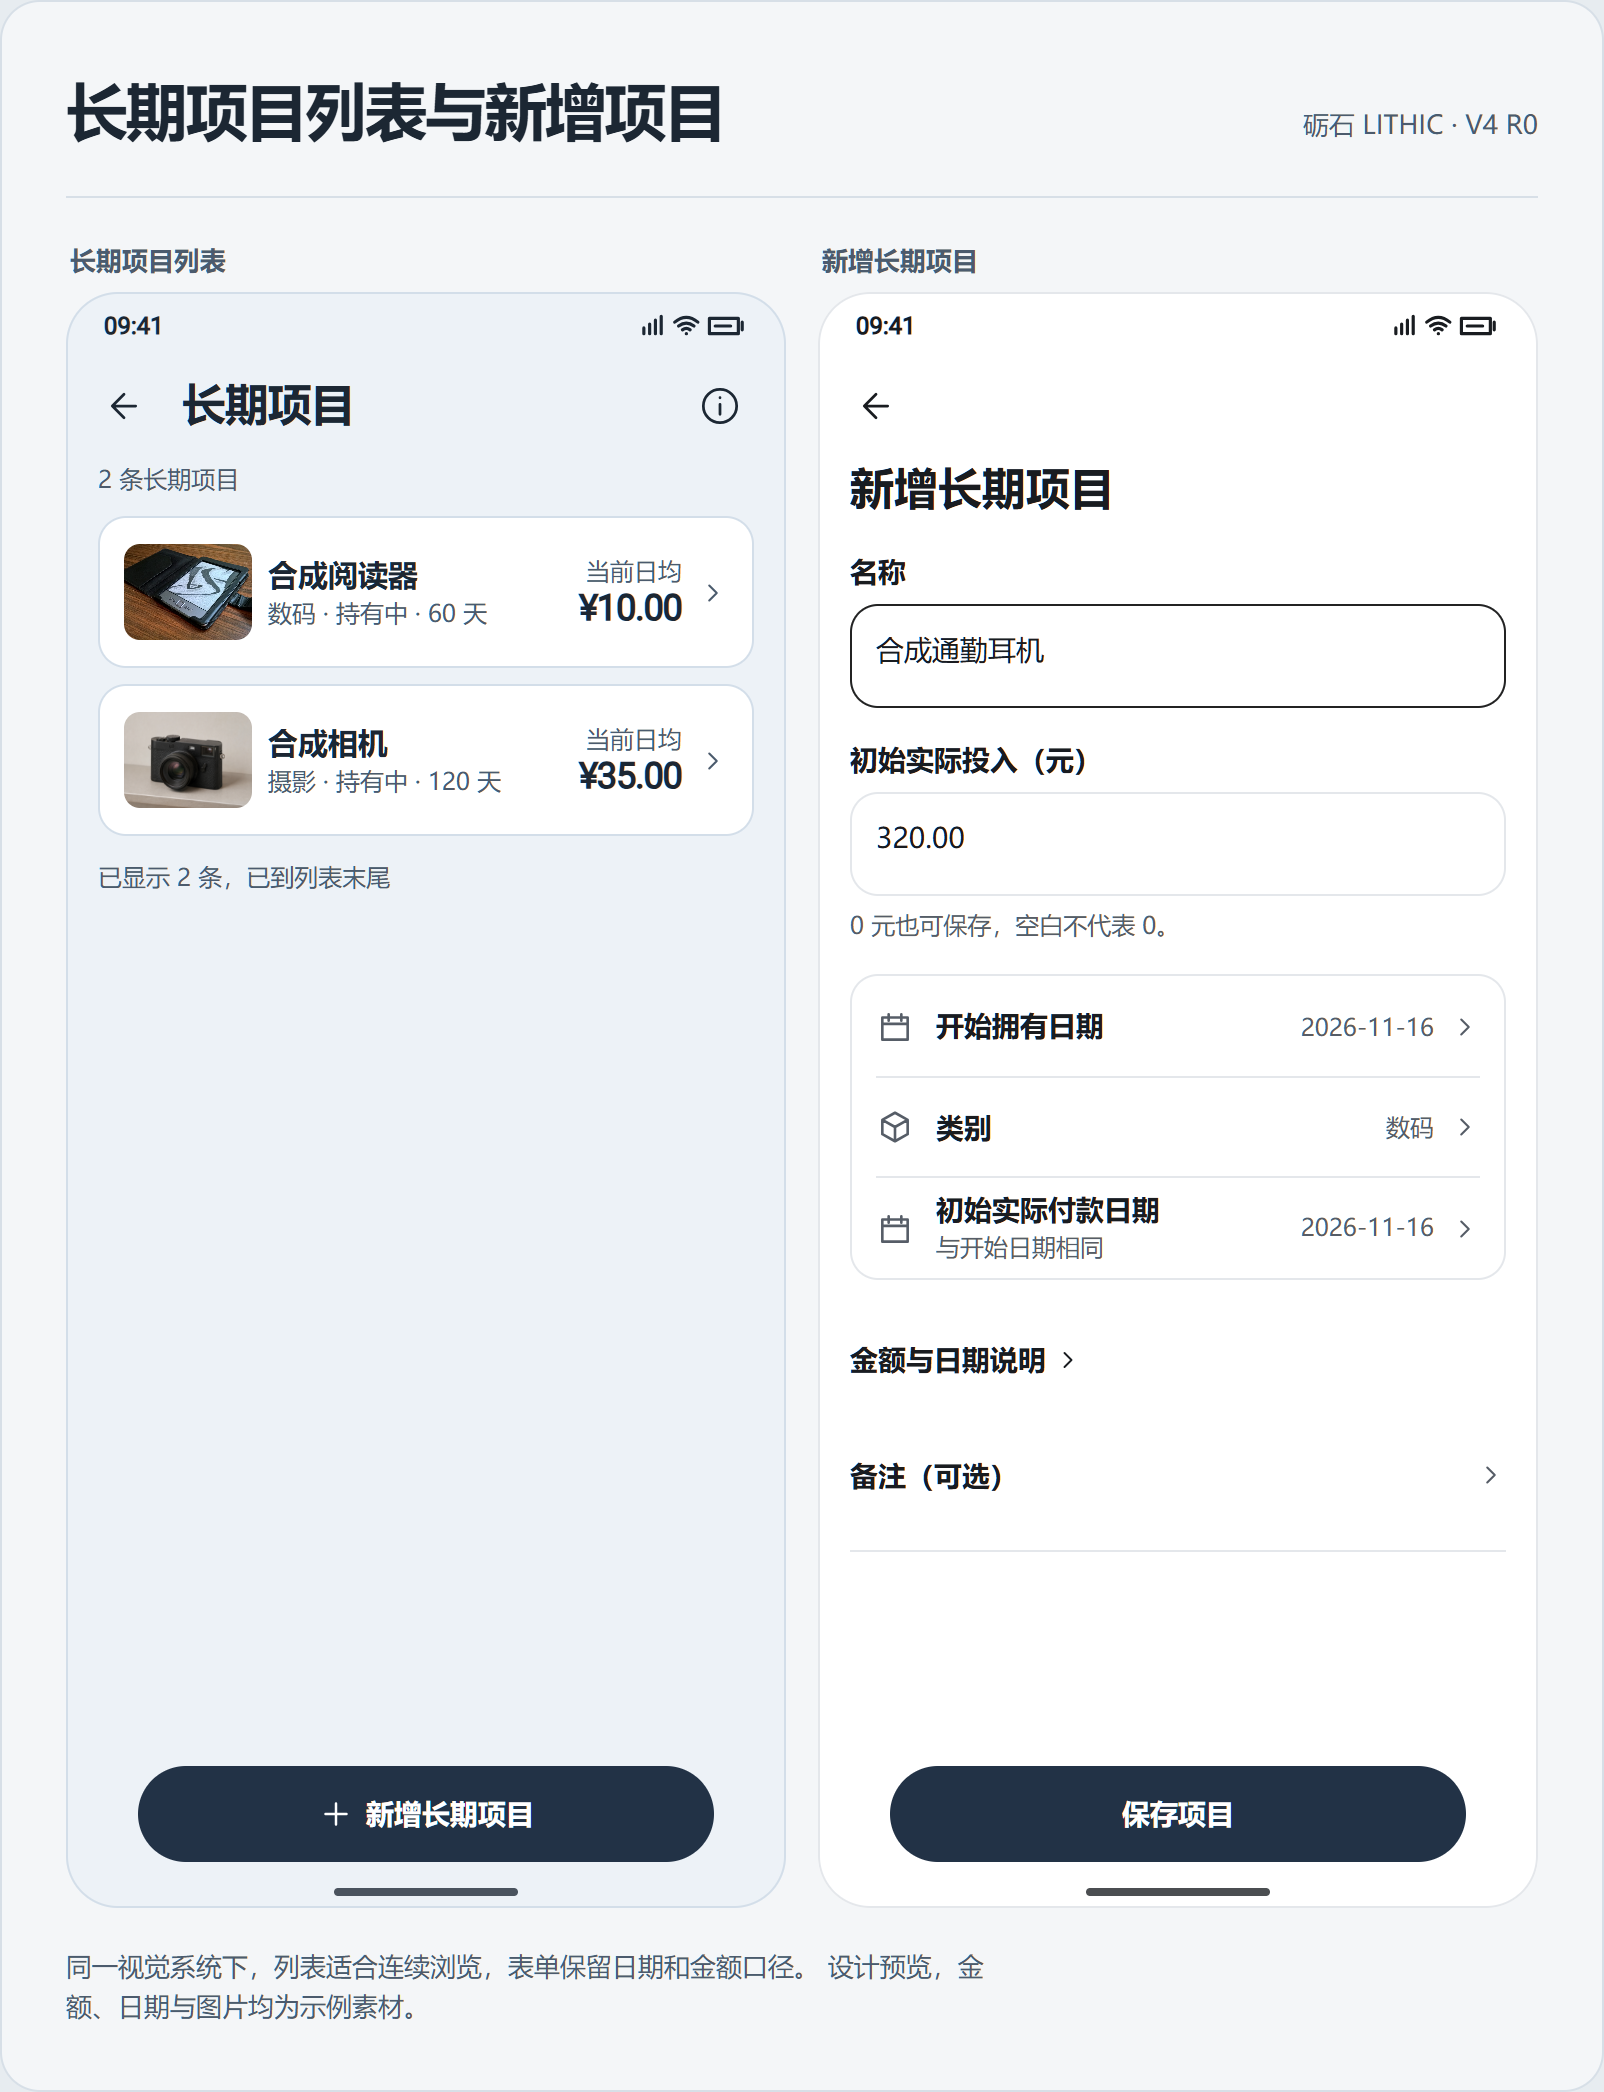 长期项目列表与新增项目
砺石 LITHIC · V4 R0
长期项目列表
09:41
长期项目
2 条长期项目
合成阅读器
数码 · 持有中 · 60 天
当前日均
¥10.00
合成相机
摄影 · 持有中 · 120 天
当前日均
¥35.00
已显示 2 条，已到列表末尾
新增长期项目
新增长期项目
09:41
新增长期项目
名称
合成通勤耳机
初始实际投入（元）
320.00
0 元也可保存，空白不代表 0。
开始拥有日期
2026-11-16
类别
数码
初始实际付款日期
与开始日期相同
2026-11-16
金额与日期说明
备注（可选）
保存项目
同一视觉系统下，列表适合连续浏览，表单保留日期和金额口径。 设计预览，金
额、日期与图片均为示例素材。